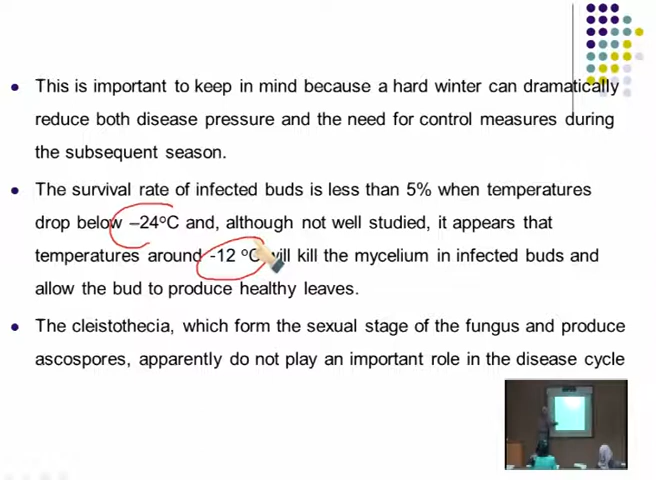 This is important to keep in mind because a hard winter can dramatically
reduce both disease pressure and the need for control measures during
the subsequent season.
The survival rate of infected buds is less than 5% when temperatures
drop below –24°C and, although not well studied, it appears that
temperatures around -12 °C will kill the mycelium in infected buds and
allow the bud to produce healthy leaves.
The cleistothecia, which form the sexual stage of the fungus and produce
ascospores, apparently do not play an important role in the disease cycle